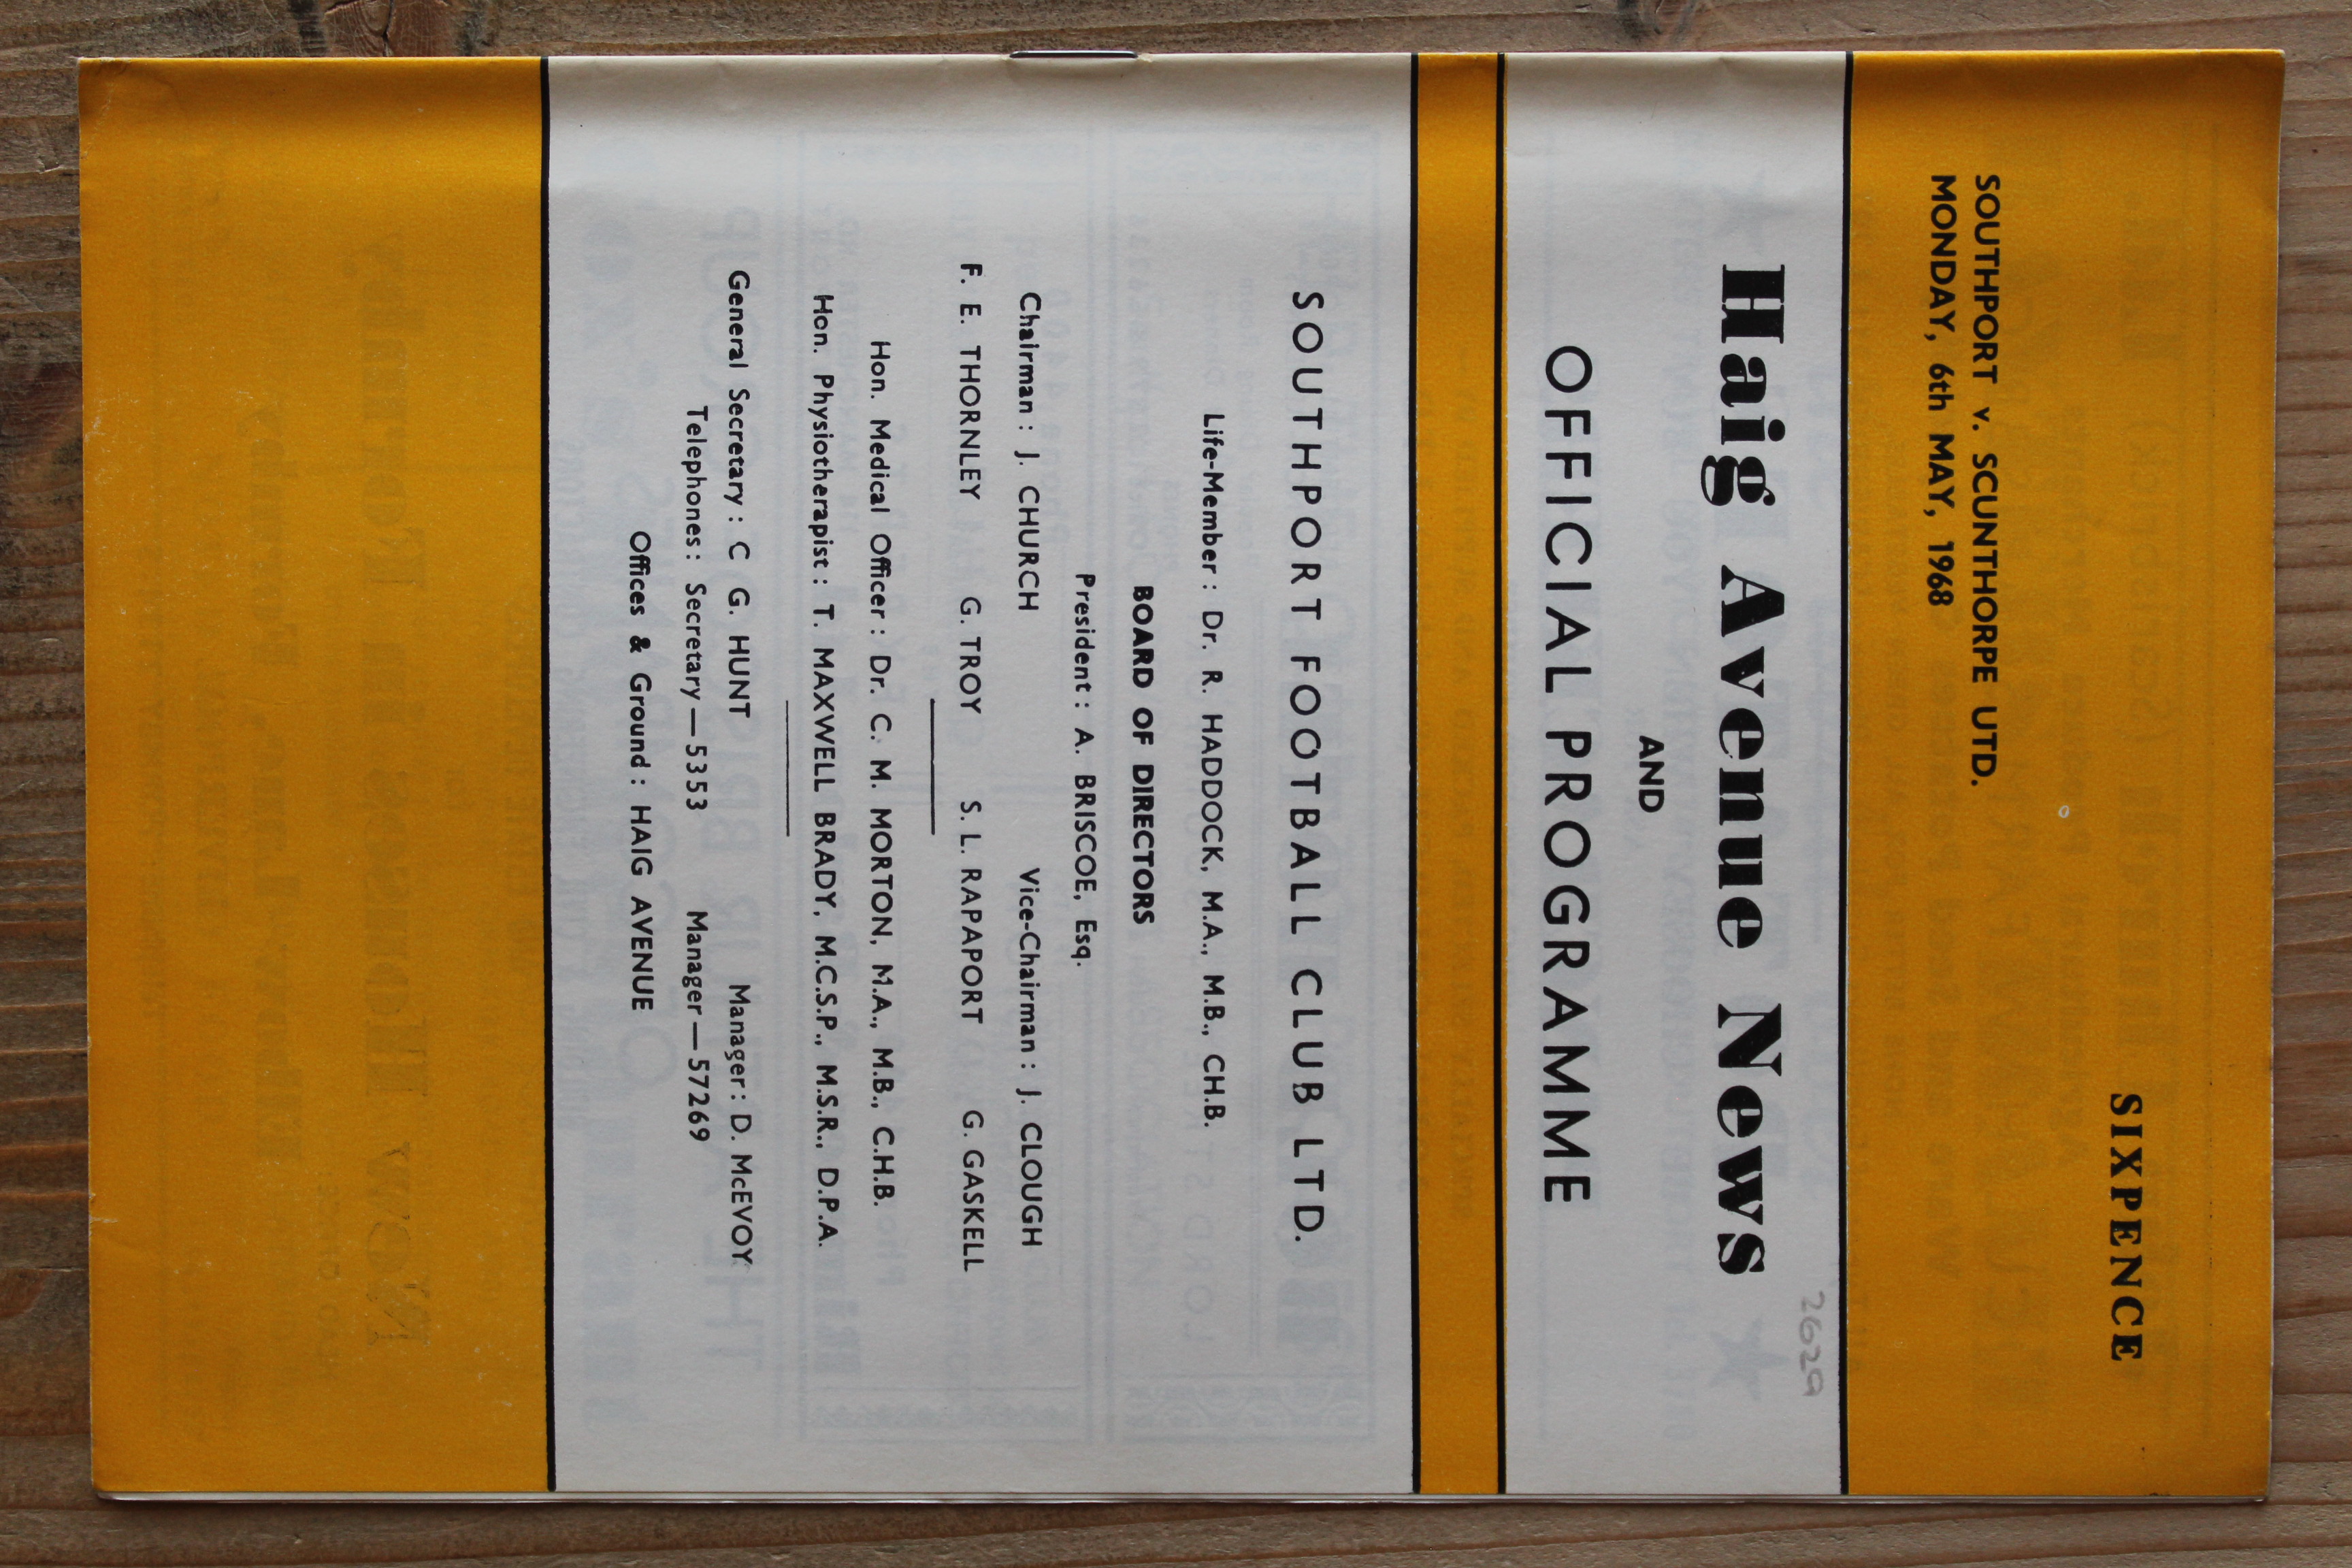 SIXPENCE
SOUTHPORT v. SCUNTHORPE UTD.
MONDAY, 6th MAY, 1968
2629
Haig Avenue News
AND
OFFICIAL PROGRAMME
SOUTHPORT FOOTBALL CLUB LTD.
Life-Member : Dr. R. HADDOCK, M.A., M.B., CH.B.
BOARD OF DIRECTORS
President : A. BRISCOE, Esq.
Chairman : J. CHURCH Vice-Chairman : J. CLOUGH
F. E. THORNLEY G. TROY S. L. RAPAPORT G. GASKELL
Hon. Medical Officer : Dr. C. M. MORTON, M.A., M.B., C.H.B.
Hon. Physiotherapist : T. MAXWELL BRADY, M.C.S.P., M.S.R., D.P.A.
General Secretary : C G. HUNT Manager : D. McEVOY
Telephones : Secretary—5353 Manager—57269
Offices & Ground : HAIG AVENUE